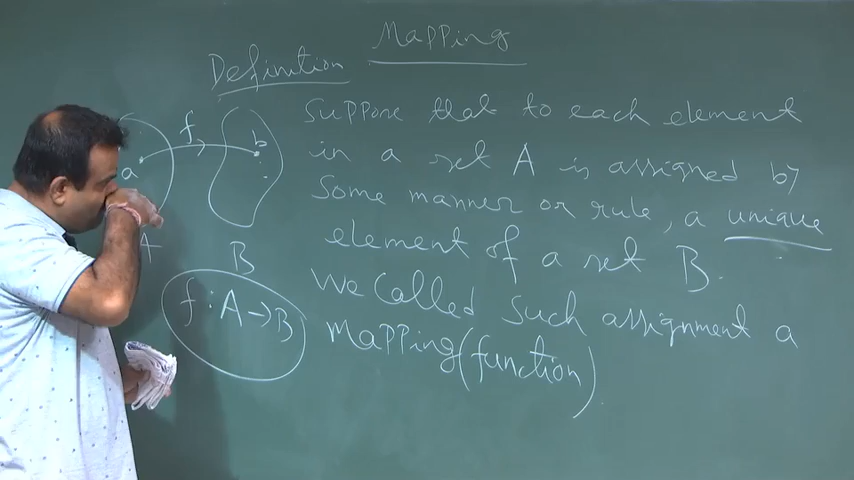 Mapping
Definition
Suppose that to each element
in a set A is assigned by
some manner or rule, a unique
element of a set B.
We called such assignment a
mapping (function)
f
a
b
A
B
f : A → B